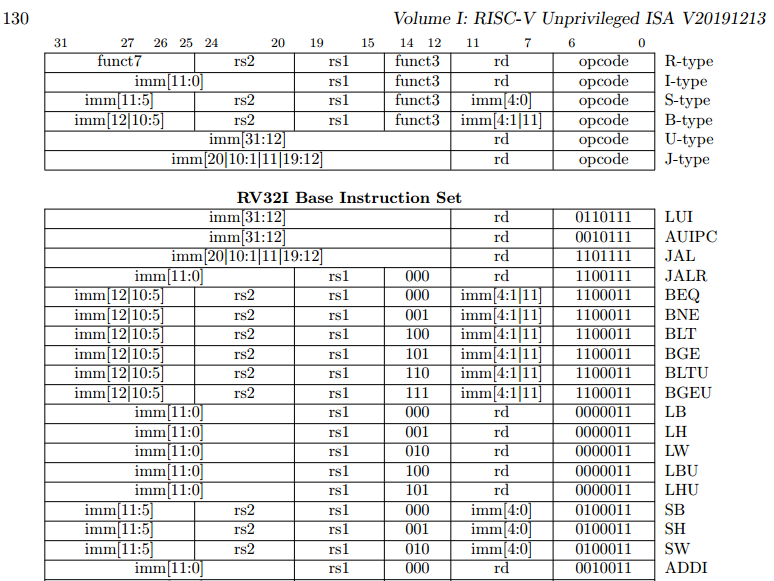 130 Volume I: RISC-V Unprivileged ISA V20191213
31 27 26 25 24 20 19 15 14 12 11 7 6 0
funct7 rs2 rs1 funct3 rd opcode R-type
imm[11:0] rs1 funct3 rd opcode I-type
imm[11:5] rs2 rs1 funct3 imm[4:0] opcode S-type
imm[12|10:5] rs2 rs1 funct3 imm[4:1|11] opcode B-type
imm[31:12] rd opcode U-type
imm[20|10:1|11|19:12] rd opcode J-type
RV32I Base Instruction Set
imm[31:12] rd 0110111 LUI
imm[31:12] rd 0010111 AUIPC
imm[20|10:1|11|19:12] rd 1101111 JAL
imm[11:0] rs1 000 rd 1100111 JALR
imm[12|10:5] rs2 rs1 000 imm[4:1|11] 1100011 BEQ
imm[12|10:5] rs2 rs1 001 imm[4:1|11] 1100011 BNE
imm[12|10:5] rs2 rs1 100 imm[4:1|11] 1100011 BLT
imm[12|10:5] rs2 rs1 101 imm[4:1|11] 1100011 BGE
imm[12|10:5] rs2 rs1 110 imm[4:1|11] 1100011 BLTU
imm[12|10:5] rs2 rs1 111 imm[4:1|11] 1100011 BGEU
imm[11:0] rs1 000 rd 0000011 LB
imm[11:0] rs1 001 rd 0000011 LH
imm[11:0] rs1 010 rd 0000011 LW
imm[11:0] rs1 100 rd 0000011 LBU
imm[11:0] rs1 101 rd 0000011 LHU
imm[11:5] rs2 rs1 000 imm[4:0] 0100011 SB
imm[11:5] rs2 rs1 001 imm[4:0] 0100011 SH
imm[11:5] rs2 rs1 010 imm[4:0] 0100011 SW
imm[11:0] rs1 000 rd 0010011 ADDI